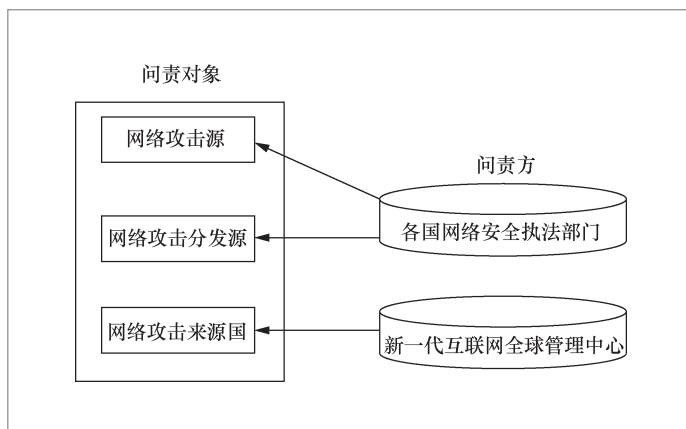 问责对象
网络攻击源
问责方
网络攻击分发源
各国网络安全执法部门
网络攻击来源国
新一代互联网全球管理中心